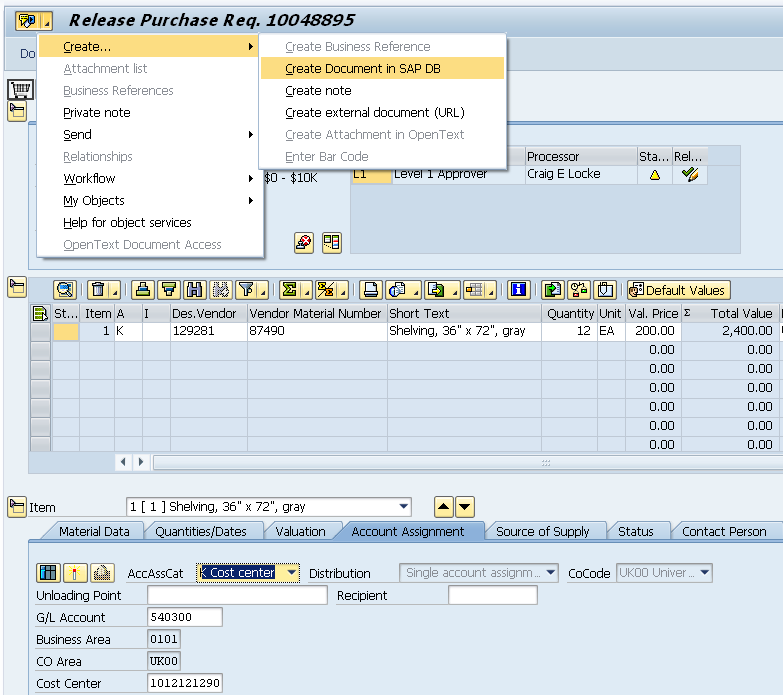 Release Purchase Req. 10048895
Do
Create...
Attachment list
Business References
Private note
Send
Relationships
Workflow
My Objects
Help for object services
OpenText Document Access
Create Business Reference
Create Document in SAP DB
Create note
Create external document (URL)
Create Attachment in OpenText
Enter Bar Code
Processor Sta... Rel...
$0 - $10K L1 Level 1 Approver Craig E Locke
Default Values
St... Item A I Des.Vendor Vendor Material Number Short Text Quantity Unit Val. Price Σ Total Value
1 K 129281 87490 Shelving, 36" x 72", gray 12 EA 200.00 2,400.00
0.00 0.00
0.00 0.00
0.00 0.00
0.00 0.00
0.00 0.00
0.00 0.00
Item 1 [ 1 ] Shelving, 36" x 72", gray
Material Data Quantities/Dates Valuation Account Assignment Source of Supply Status Contact Person
AccAssCat K Cost center Distribution Single account assignm... CoCode UK00 Univer...
Unloading Point Recipient
G/L Account 540300
Business Area 0101
CO Area UK00
Cost Center 1012121290